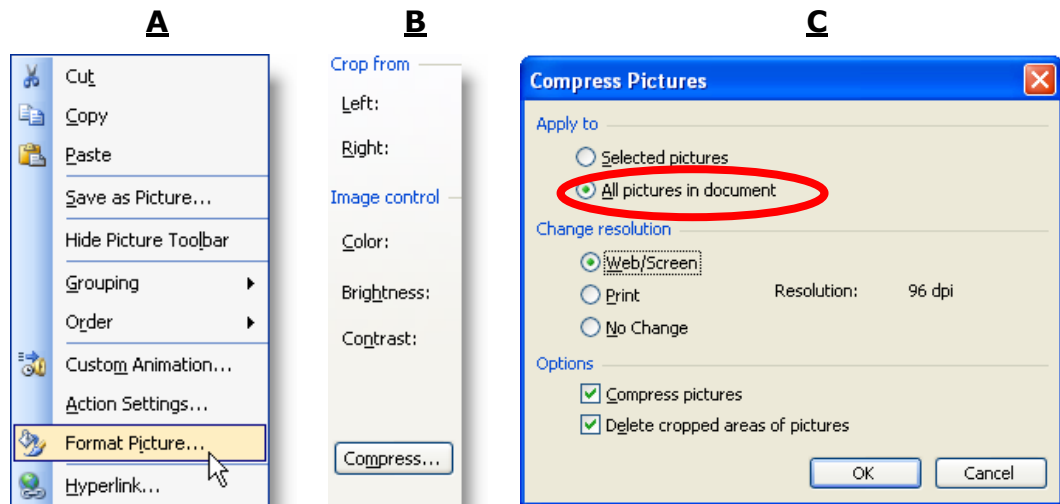 A
Cut
Copy
Paste
Save as Picture...
Hide Picture Toolbar
Grouping
Order
Custom Animation...
Action Settings...
Format Picture...
Hyperlink...
B
Crop from
Left:
Right:
Image control
Color:
Brightness:
Contrast:
Compress...
C
Compress Pictures
Apply to
Selected pictures
All pictures in document
Change resolution
Web/Screen
Print Resolution: 96 dpi
No Change
Options
Compress pictures
Delete cropped areas of pictures
OK Cancel